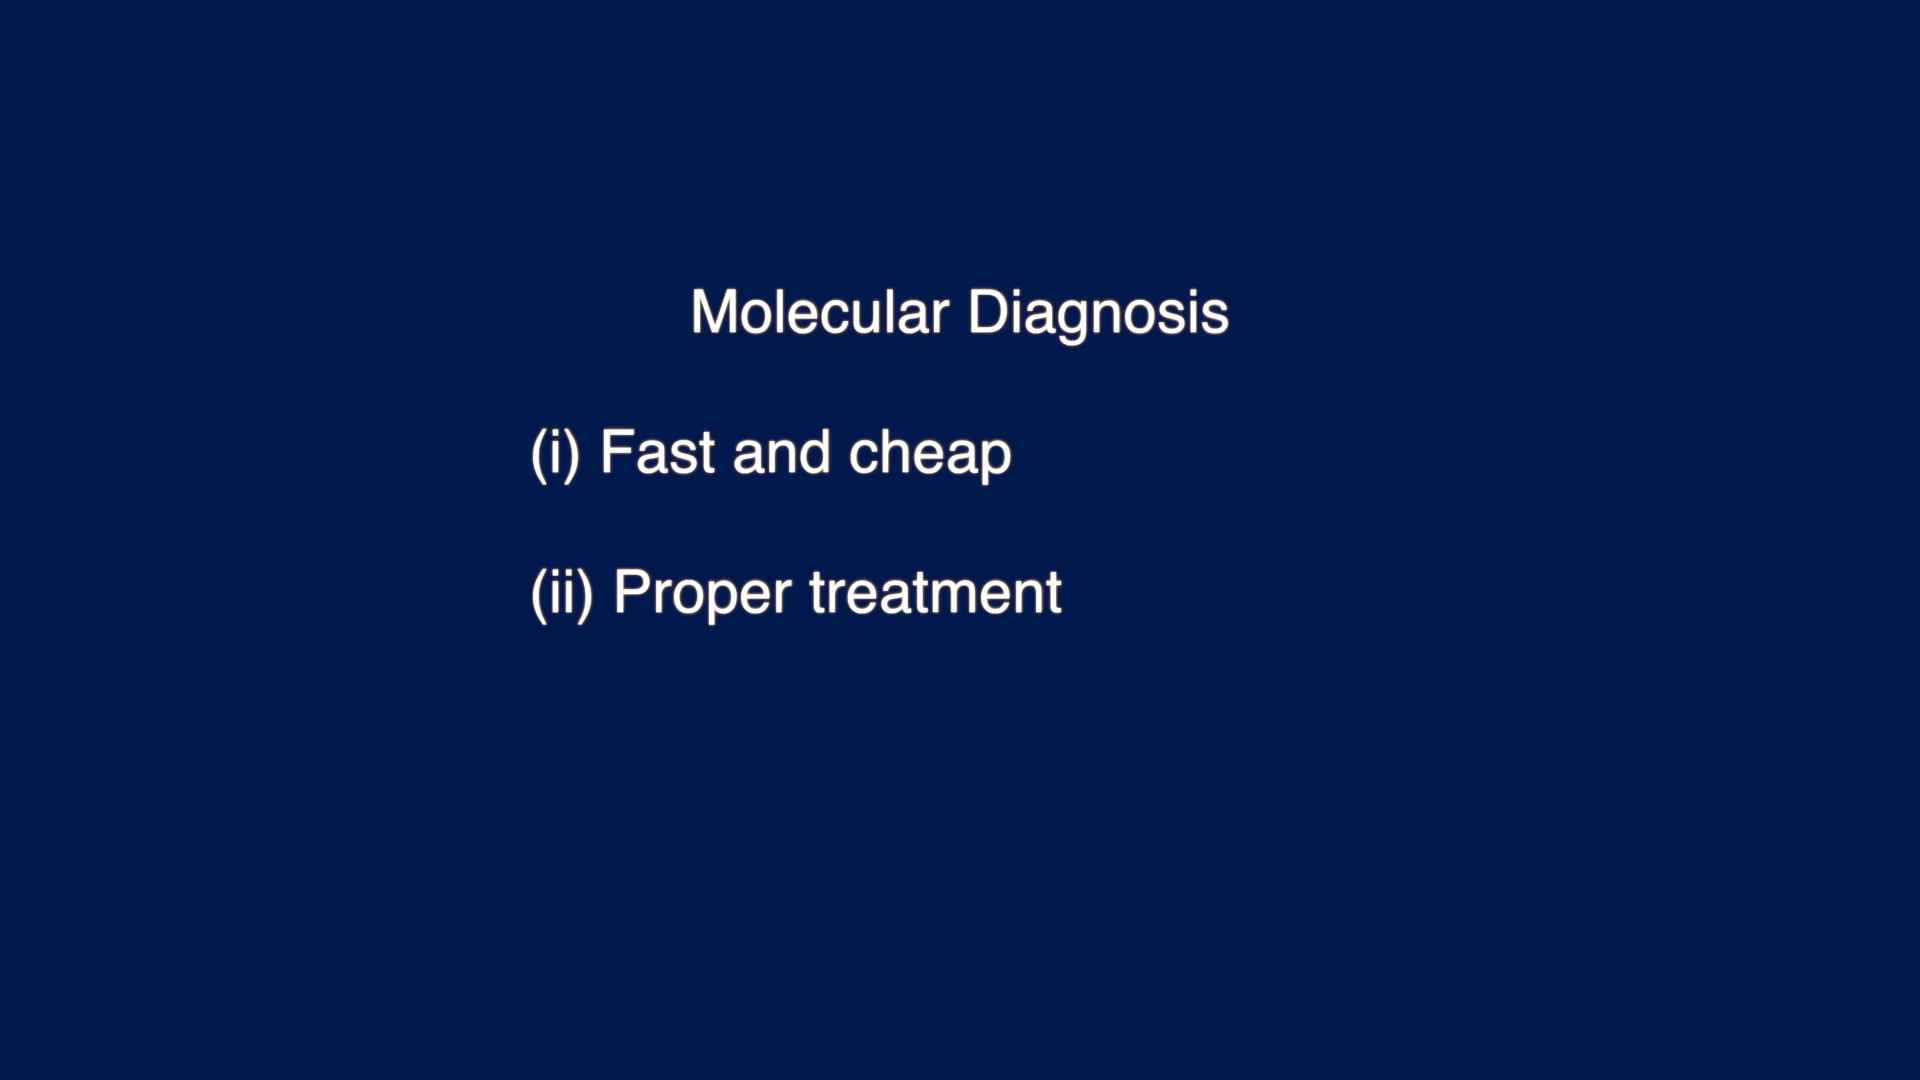 Molecular Diagnosis
(i) Fast and cheap
(ii) Proper treatment